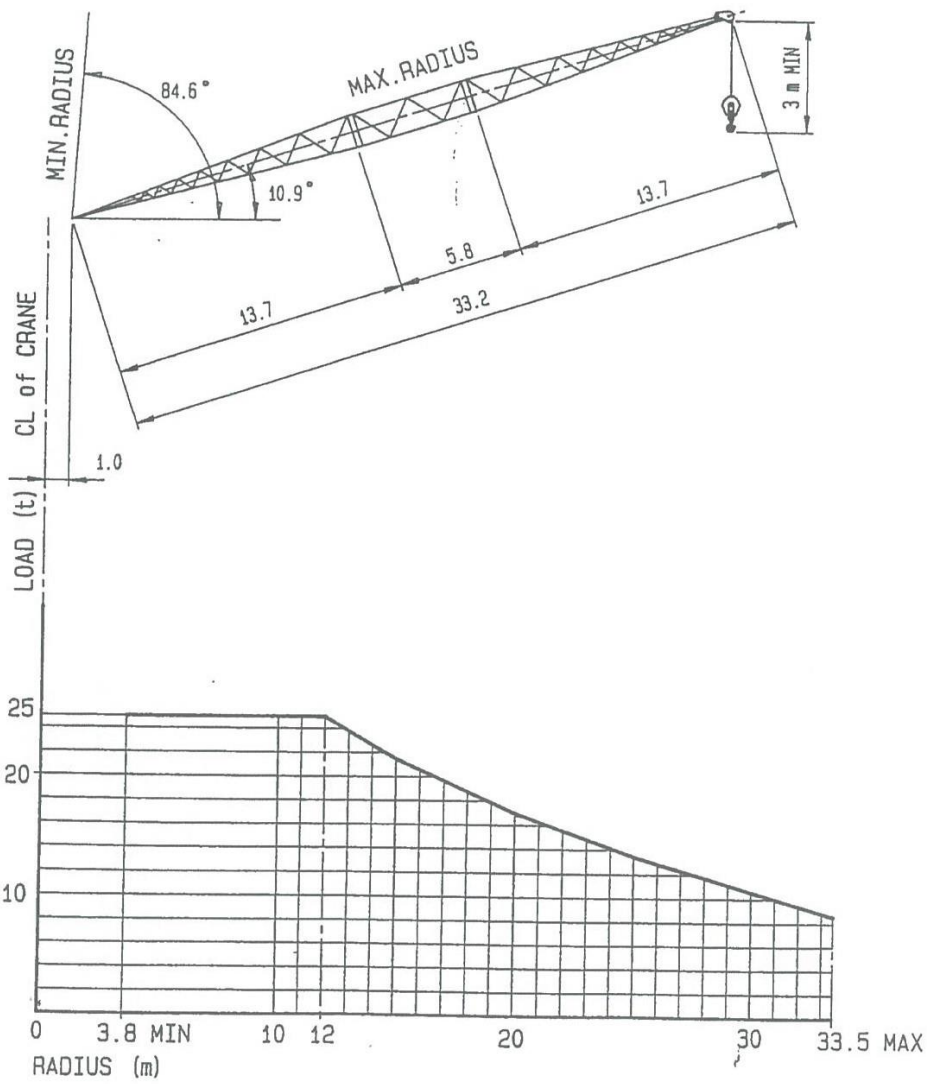 MIN.RADIUS
84.6°
MAX.RADIUS
3 m MIN
10.9°
13.7
5.8
13.7
33.2
CL of CRANE
1.0
LOAD (t)
25
20
10
0 3.8 MIN 10 12 20 30 33.5 MAX
RADIUS (m)